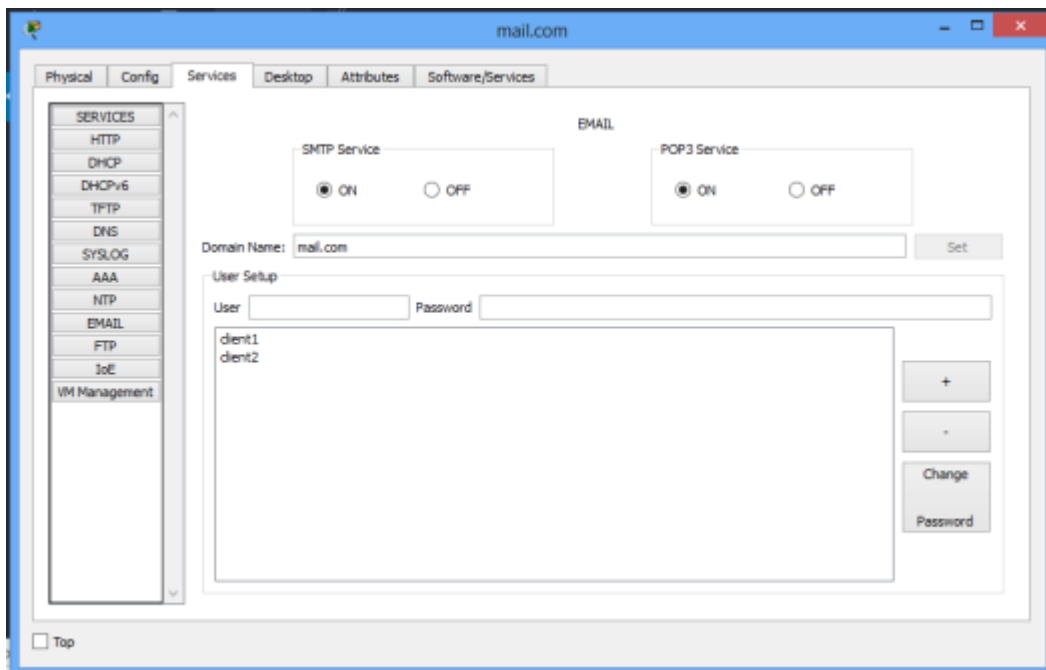 mail.com
Physical Config Services Desktop Attributes Software/Services
SERVICES
HTTP
DHCP
DHCPv6
TFTP
DNS
SYSLOG
AAA
NTP
EMAIL
FTP
IoE
VM Management
EMAIL
SMTP Service
ON OFF
POP3 Service
ON OFF
Domain Name: mail.com Set
User Setup
User Password
client1
client2
+
-
Change
Password
Top